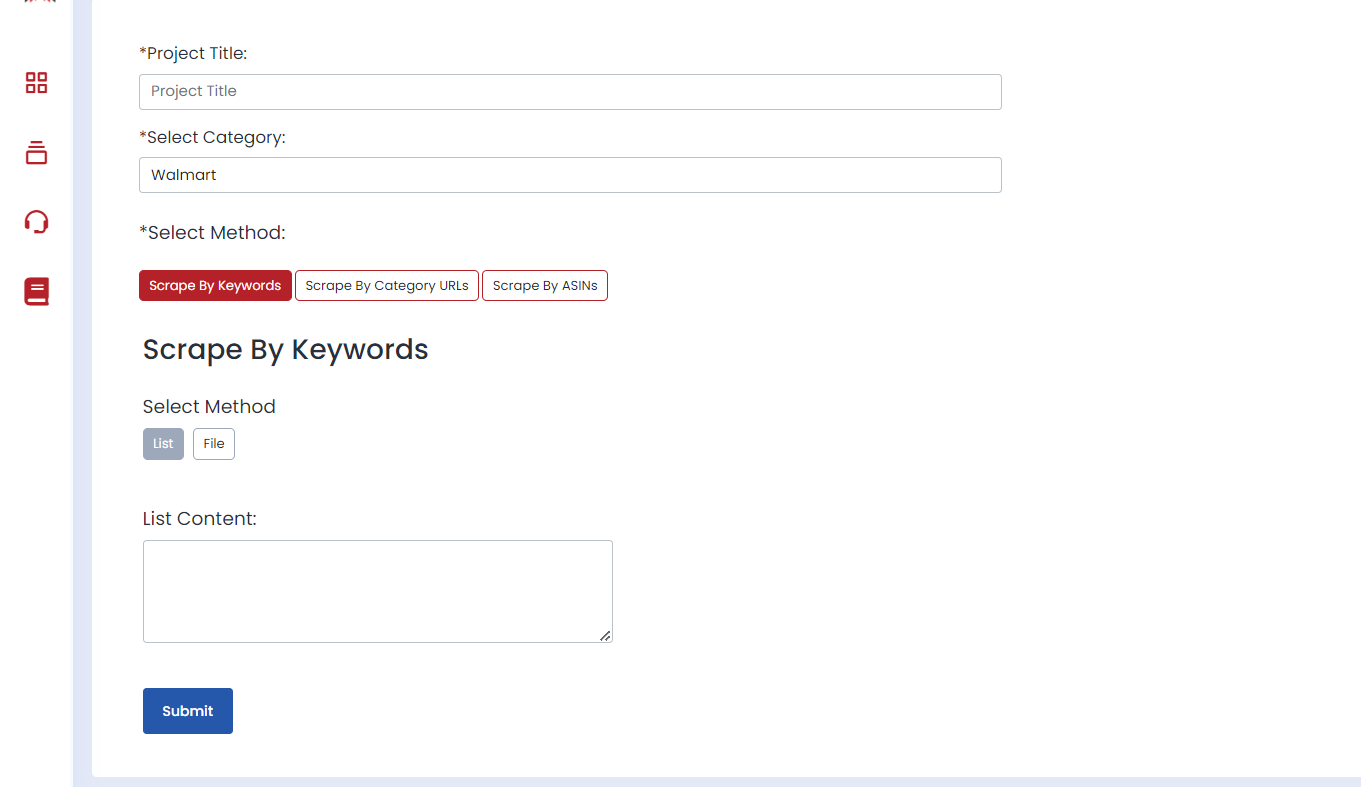 *Project Title:
Project Title
*Select Category:
Walmart
*Select Method:
Scrape By Keywords Scrape By Category URLs Scrape By ASINs
Scrape By Keywords
Select Method
List File
List Content:
Submit